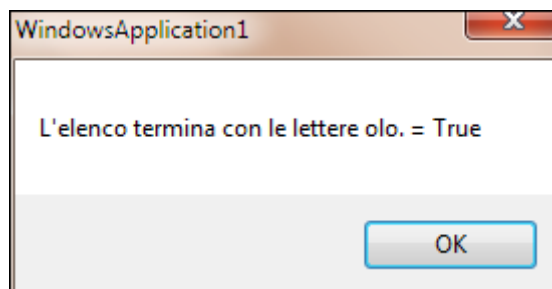 WindowsApplication1
L'elenco termina con le lettere olo. = True
OK